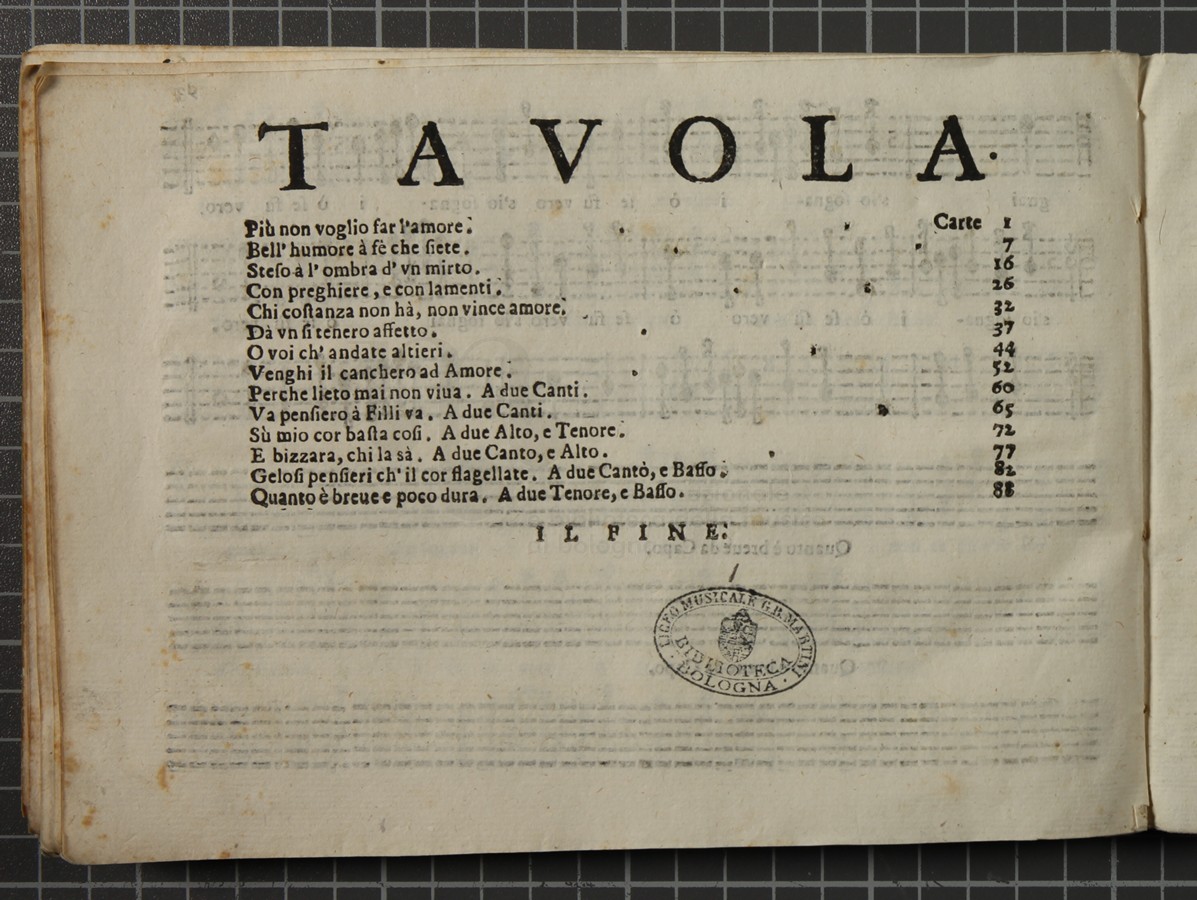 TAVOLA.
Più non voglio far l'amore. Carte 1
Bell' humore à fè che ſiete. 7
Steſo à l' ombra d' vn mirto. 16
Con preghiere, e con lamenti. 26
Chi coſtanza non hà, non vince amore. 32
Dà vn ſi tenero affetto. 37
O voi ch' andate altieri. 44
Venghi il canchero ad Amore. 52
Perche lieto mai non viua. A due Canti. 60
Va penſiero à Filli va. A due Canti. 65
Sù mio cor baſta coſi. A due Alto, e Tenore. 72
E bizzara, chi la sà. A due Canto, e Alto. 77
Geloſi penſieri ch' il cor flagellate. A due Cantò, e Baſſo. 82
Quanto è breue e poco dura. A due Tenore, e Baſſo. 88
IL FINE.
LICEO MUSICALE G.B. MARTINI
BIBLIOTECA
BOLOGNA